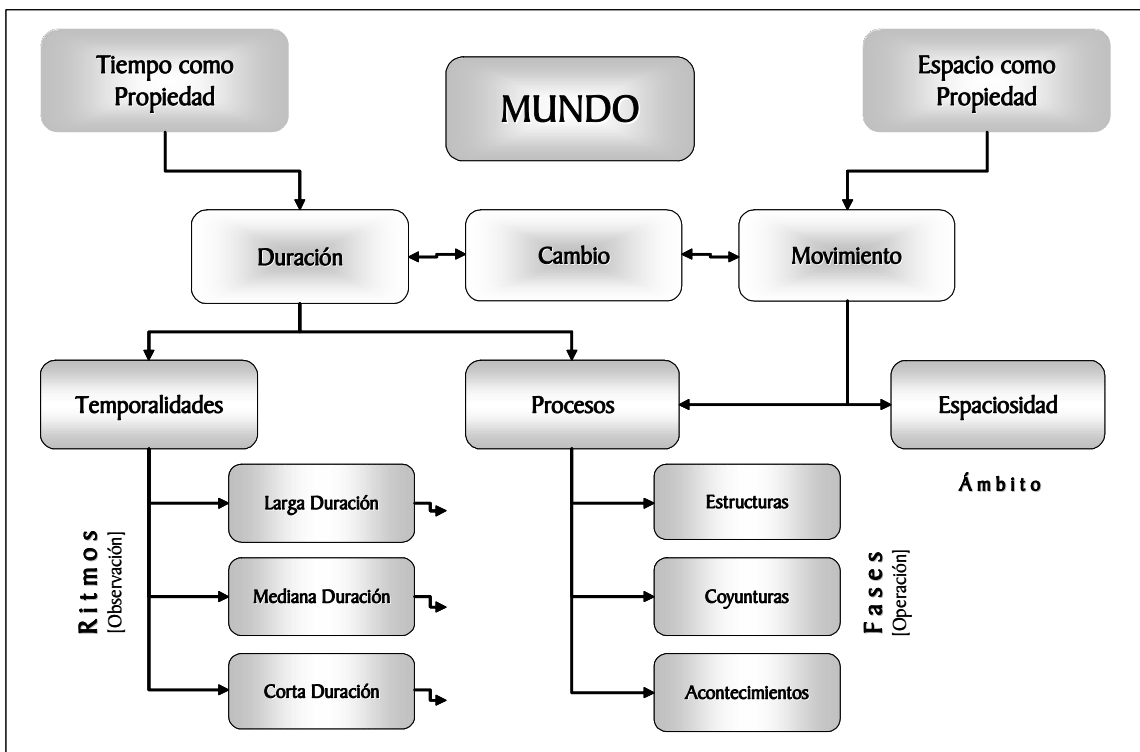 Tiempo como
Propiedad
MUNDO
Espacio como
Propiedad
Duración
Cambio
Movimiento
Temporalidades
Procesos
Espaciosidad
Ámbito
Larga Duración
Estructuras
Ritmos
[Observación]
Mediana Duración
Coyunturas
Fases
[Operación]
Corta Duración
Acontecimientos